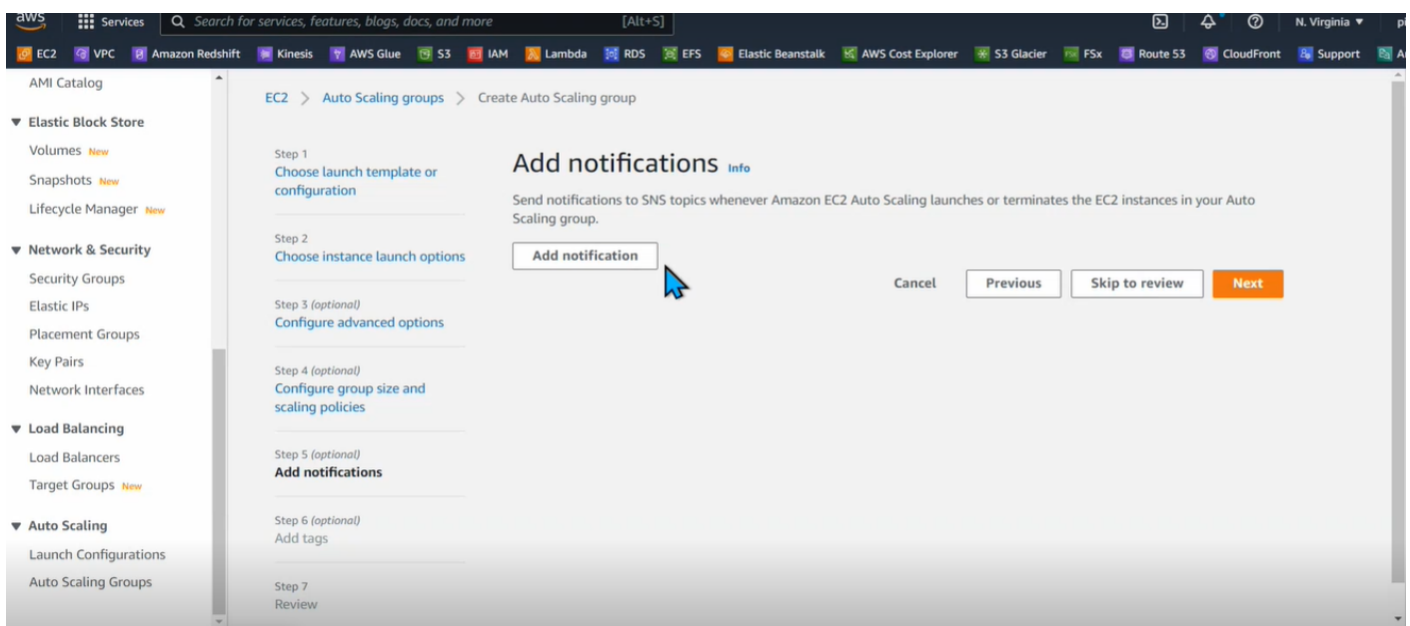 aws
Services
Search for services, features, blogs, docs, and more
[Alt+S]
N. Virginia ▼
EC2
VPC
Amazon Redshift
Kinesis
AWS Glue
S3
IAM
Lambda
RDS
EFS
Elastic Beanstalk
AWS Cost Explorer
S3 Glacier
FSx
Route 53
CloudFront
Support
AMI Catalog
Elastic Block Store
Volumes New
Snapshots New
Lifecycle Manager New
Network & Security
Security Groups
Elastic IPs
Placement Groups
Key Pairs
Network Interfaces
Load Balancing
Load Balancers
Target Groups New
Auto Scaling
Launch Configurations
Auto Scaling Groups
EC2 > Auto Scaling groups > Create Auto Scaling group
Step 1
Choose launch template or
configuration
Step 2
Choose instance launch options
Step 3 (optional)
Configure advanced options
Step 4 (optional)
Configure group size and
scaling policies
Step 5 (optional)
Add notifications
Step 6 (optional)
Add tags
Step 7
Review
Add notifications Info
Send notifications to SNS topics whenever Amazon EC2 Auto Scaling launches or terminates the EC2 instances in your Auto
Scaling group.
Add notification
Cancel
Previous
Skip to review
Next